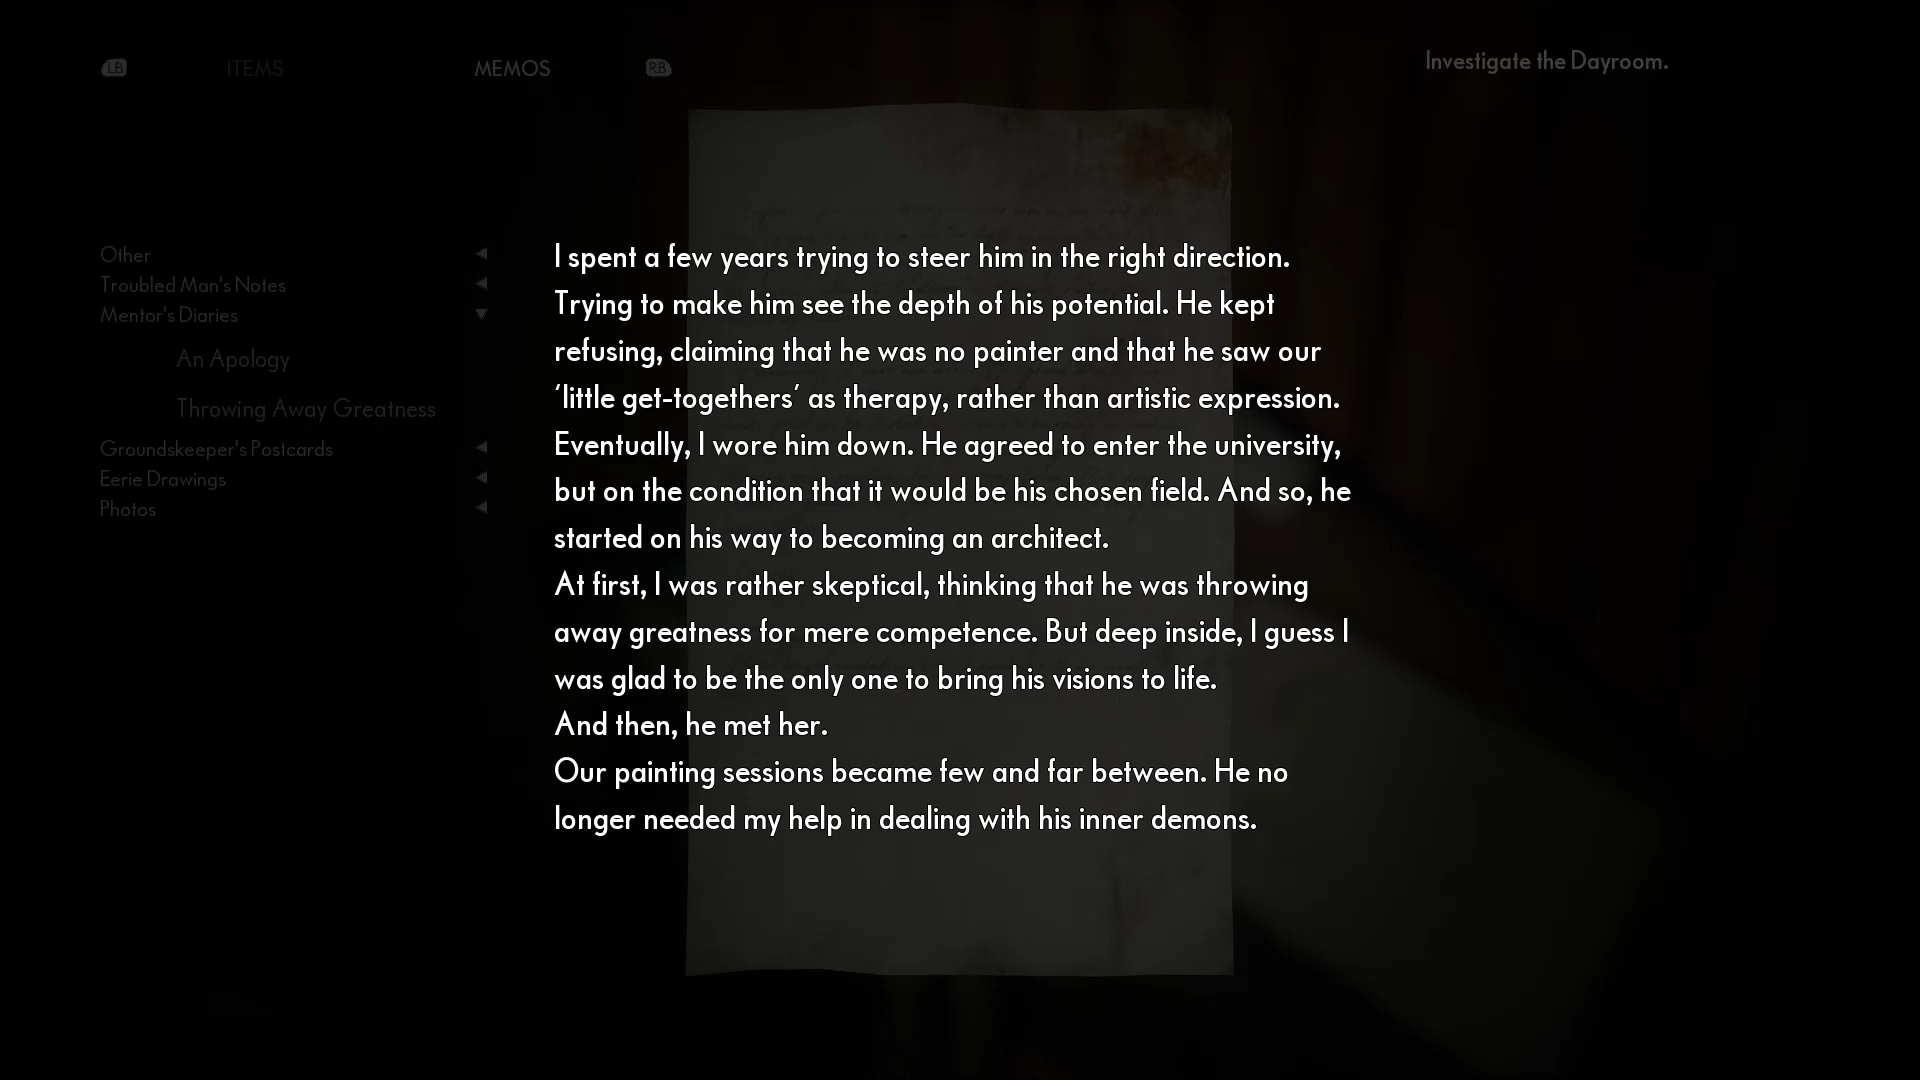 LB
ITEMS
MEMOS
RB
Investigate the Dayroom.
Other
Troubled Man's Notes
Mentor's Diaries
An Apology
Throwing Away Greatness
Groundskeeper's Postcards
Eerie Drawings
Photos
I spent a few years trying to steer him in the right direction.
Trying to make him see the depth of his potential. He kept
refusing, claiming that he was no painter and that he saw our
‘little get-togethers’ as therapy, rather than artistic expression.
Eventually, I wore him down. He agreed to enter the university,
but on the condition that it would be his chosen field. And so, he
started on his way to becoming an architect.
At first, I was rather skeptical, thinking that he was throwing
away greatness for mere competence. But deep inside, I guess I
was glad to be the only one to bring his visions to life.
And then, he met her.
Our painting sessions became few and far between. He no
longer needed my help in dealing with his inner demons.